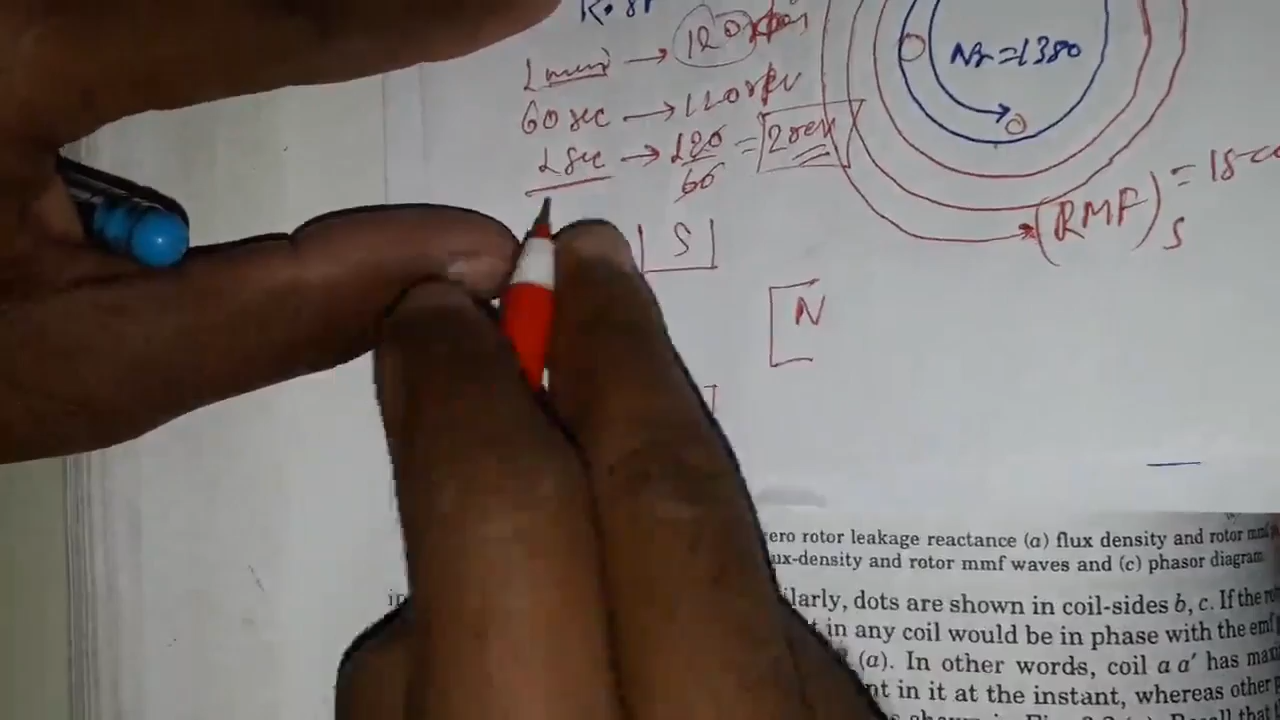 1 min → 120 rpm
Nr = 1380
60 sec → 120 rev
1 sec → 120/60 = 2 rev
(RMF)s =
S
N
ero rotor leakage reactance (a) flux density and rotor mmf
ux-density and rotor mmf waves and (c) phasor diagram
ilarly, dots are shown in coil-sides b, c. If the
in any coil would be in phase with the emf
(a). In other words, coil a a′ has
nt in it at the instant, whereas other